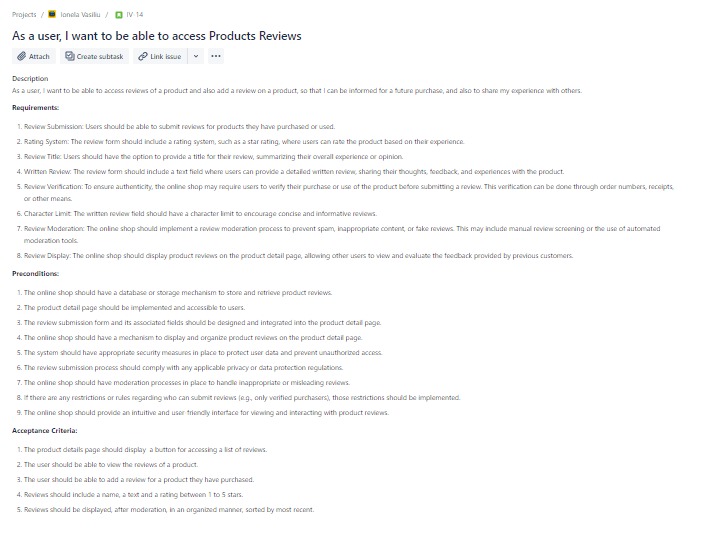 Projects / Ionela Vasiliu / IV-14
As a user, I want to be able to access Products Reviews
Attach Create subtask Link issue
Description
As a user, I want to be able to access reviews of a product and also add a review on a product, so that I can be informed for a future purchase, and also to share my experience with others.
Requirements:
1. Review Submission: Users should be able to submit reviews for products they have purchased or used.
2. Rating System: The review form should include a rating system, such as a star rating, where users can rate the product based on their experience.
3. Review Title: Users should have the option to provide a title for their review, summarizing their overall experience or opinion.
4. Written Review: The review form should include a text field where users can provide a detailed written review, sharing their thoughts, feedback, and experiences with the product.
5. Review Verification: To ensure authenticity, the online shop may require users to verify their purchase or use of the product before submitting a review. This verification can be done through order numbers, receipts,
or other means.
6. Character Limit: The written review field should have a character limit to encourage concise and informative reviews.
7. Review Moderation: The online shop should implement a review moderation process to prevent spam, inappropriate content, or fake reviews. This may include manual review screening or the use of automated
moderation tools.
8. Review Display: The online shop should display product reviews on the product detail page, allowing other users to view and evaluate the feedback provided by previous customers.
Preconditions:
1. The online shop should have a database or storage mechanism to store and retrieve product reviews.
2. The product detail page should be implemented and accessible to users.
3. The review submission form and its associated fields should be designed and integrated into the product detail page.
4. The online shop should have a mechanism to display and organize product reviews on the product detail page.
5. The system should have appropriate security measures in place to protect user data and prevent unauthorized access.
6. The review submission process should comply with any applicable privacy or data protection regulations.
7. The online shop should have moderation processes in place to handle inappropriate or misleading reviews.
8. If there are any restrictions or rules regarding who can submit reviews (e.g., only verified purchasers), those restrictions should be implemented.
9. The online shop should provide an intuitive and user-friendly interface for viewing and interacting with product reviews.
Acceptance Criteria:
1. The product details page should display a button for accessing a list of reviews.
2. The user should be able to view the reviews of a product.
3. The user should be able to add a review for a product they have purchased.
4. Reviews should include a name, a text and a rating between 1 to 5 stars.
5. Reviews should be displayed, after moderation, in an organized manner, sorted by most recent.